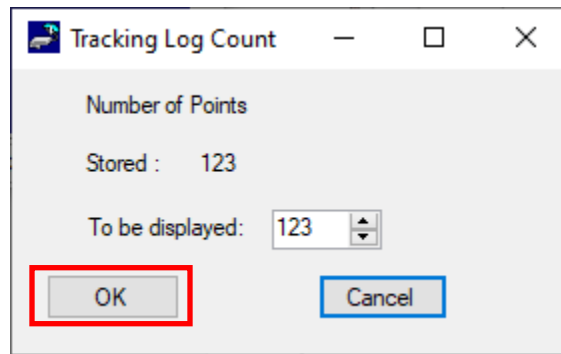 Tracking Log Count
Number of Points
Stored : 123
To be displayed: 123
OK Cancel